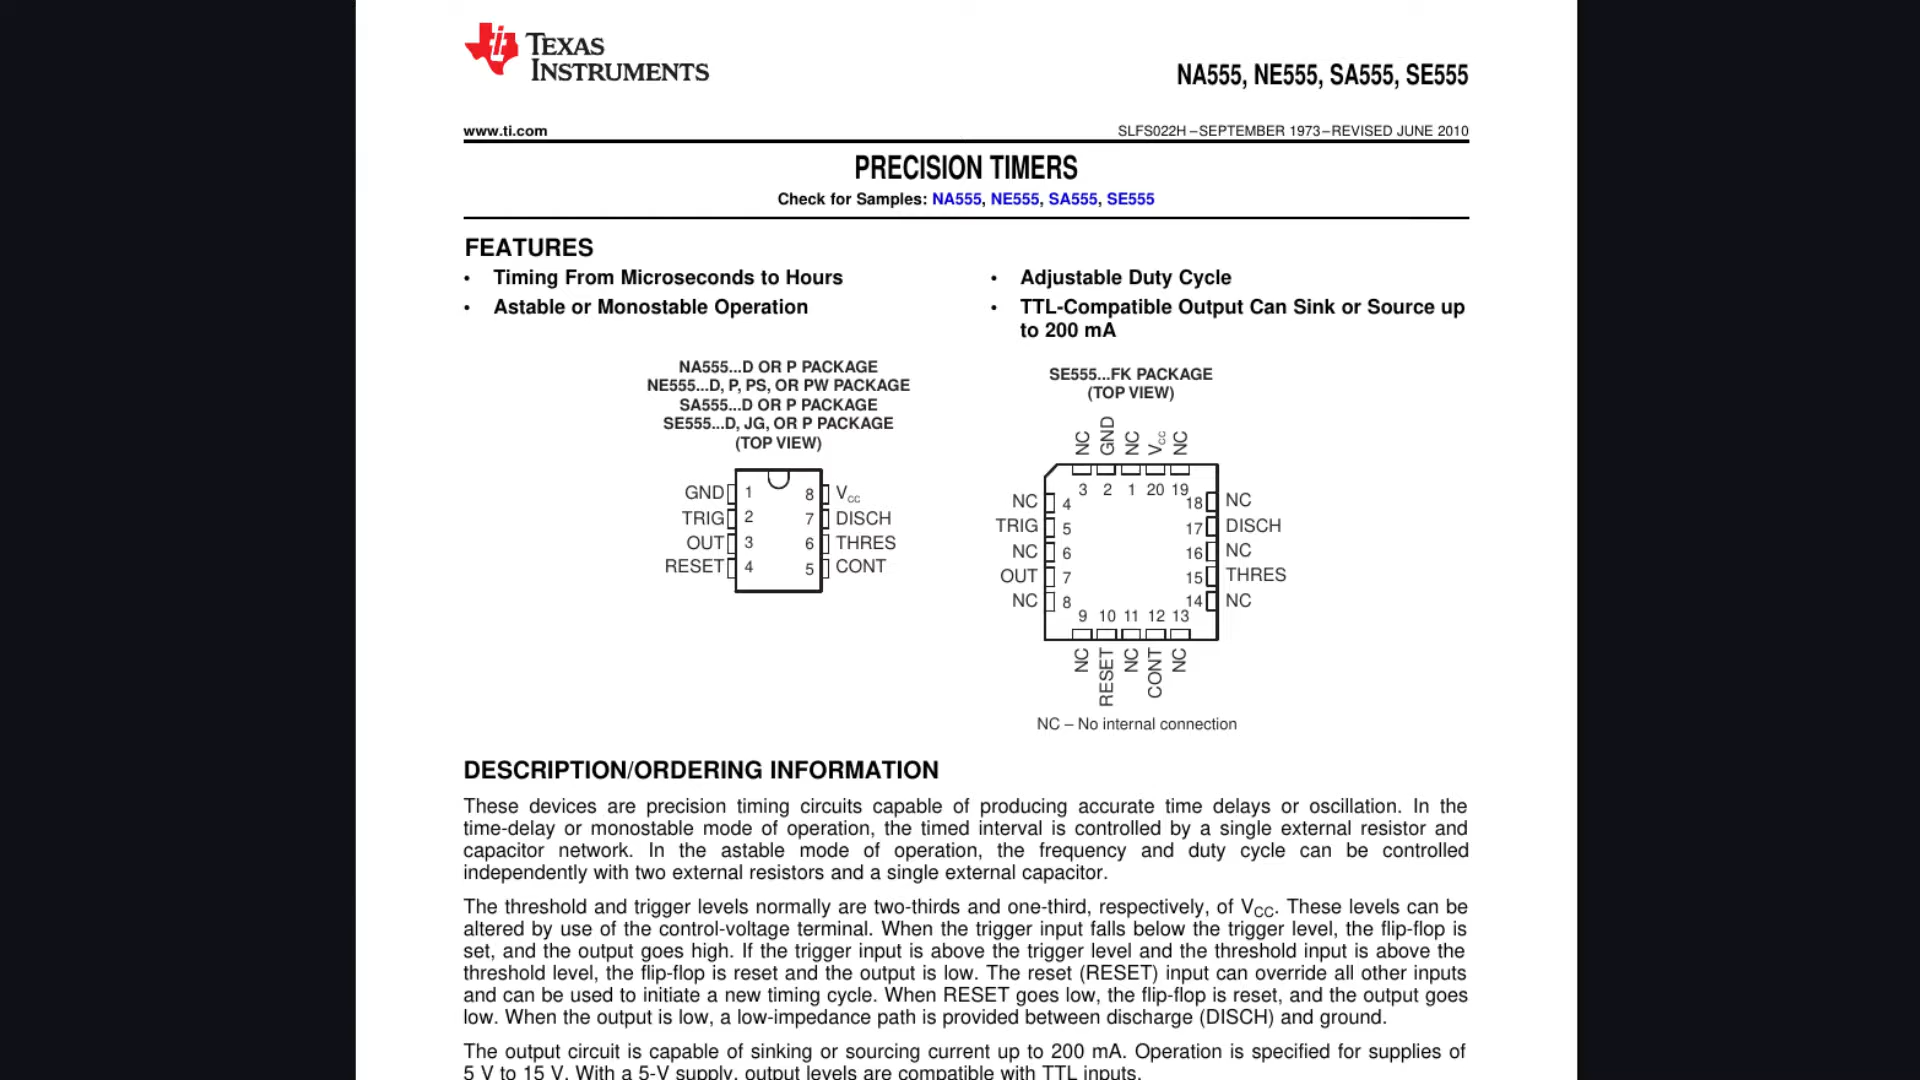 TEXAS
INSTRUMENTS
NA555, NE555, SA555, SE555
www.ti.com
SLFS022H – SEPTEMBER 1973 – REVISED JUNE 2010
PRECISION TIMERS
Check for Samples: NA555, NE555, SA555, SE555
FEATURES
• Timing From Microseconds to Hours
• Astable or Monostable Operation
• Adjustable Duty Cycle
• TTL-Compatible Output Can Sink or Source up
to 200 mA
NA555...D OR P PACKAGE
NE555...D, P, PS, OR PW PACKAGE
SA555...D OR P PACKAGE
SE555...D, JG, OR P PACKAGE
(TOP VIEW)
GND 1 8 VCC
TRIG 2 7 DISCH
OUT 3 6 THRES
RESET 4 5 CONT
SE555...FK PACKAGE
(TOP VIEW)
NC GND NC VCC NC
3 2 1 20 19
NC 4 18 NC
TRIG 5 17 DISCH
NC 6 16 NC
OUT 7 15 THRES
NC 8 14 NC
9 10 11 12 13
NC RESET NC CONT NC
NC – No internal connection
DESCRIPTION/ORDERING INFORMATION
These devices are precision timing circuits capable of producing accurate time delays or oscillation. In the
time-delay or monostable mode of operation, the timed interval is controlled by a single external resistor and
capacitor network. In the astable mode of operation, the frequency and duty cycle can be controlled
independently with two external resistors and a single external capacitor.
The threshold and trigger levels normally are two-thirds and one-third, respectively, of VCC. These levels can be
altered by use of the control-voltage terminal. When the trigger input falls below the trigger level, the flip-flop is
set, and the output goes high. If the trigger input is above the trigger level and the threshold input is above the
threshold level, the flip-flop is reset and the output is low. The reset (RESET) input can override all other inputs
and can be used to initiate a new timing cycle. When RESET goes low, the flip-flop is reset, and the output goes
low. When the output is low, a low-impedance path is provided between discharge (DISCH) and ground.
The output circuit is capable of sinking or sourcing current up to 200 mA. Operation is specified for supplies of
5 V to 15 V. With a 5-V supply, output levels are compatible with TTL inputs.